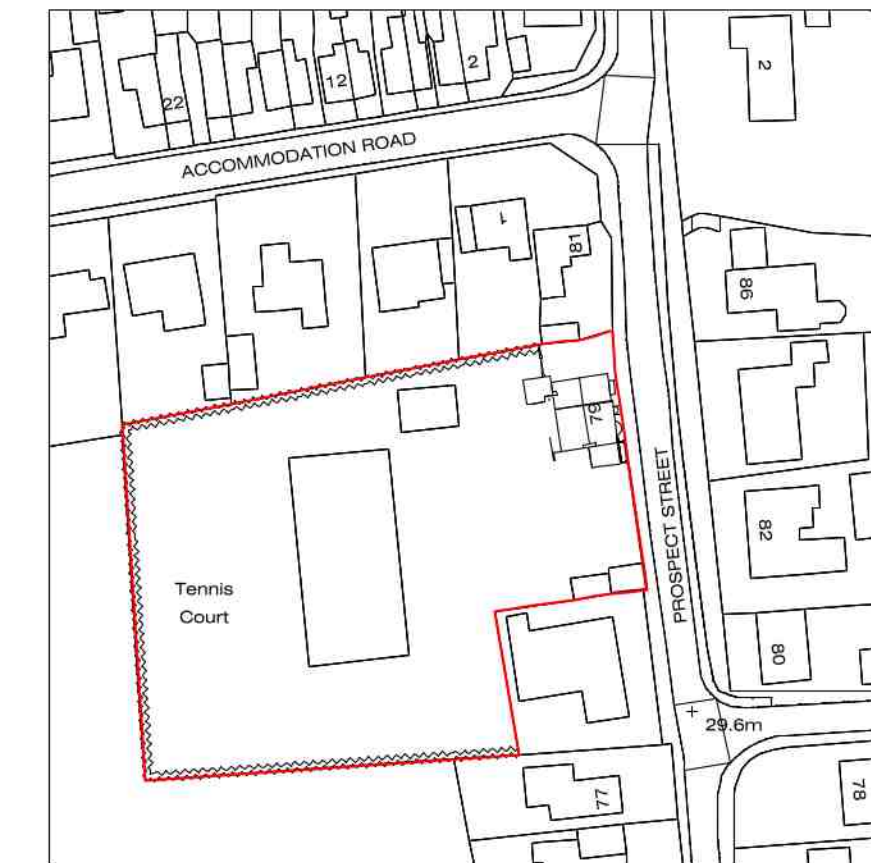 2
12
22
2
ACCOMMODATION ROAD
1
81
86
79
PROSPECT STREET
82
Tennis
Court
80
29.6m
77
78